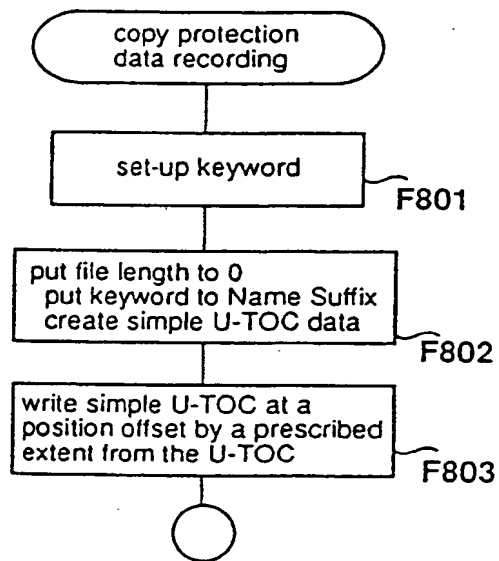 copy protection
data recording
set-up keyword
F801
put file length to 0
put keyword to Name Suffix
create simple U-TOC data
F802
write simple U-TOC at a
position offset by a prescribed
extent from the U-TOC
F803